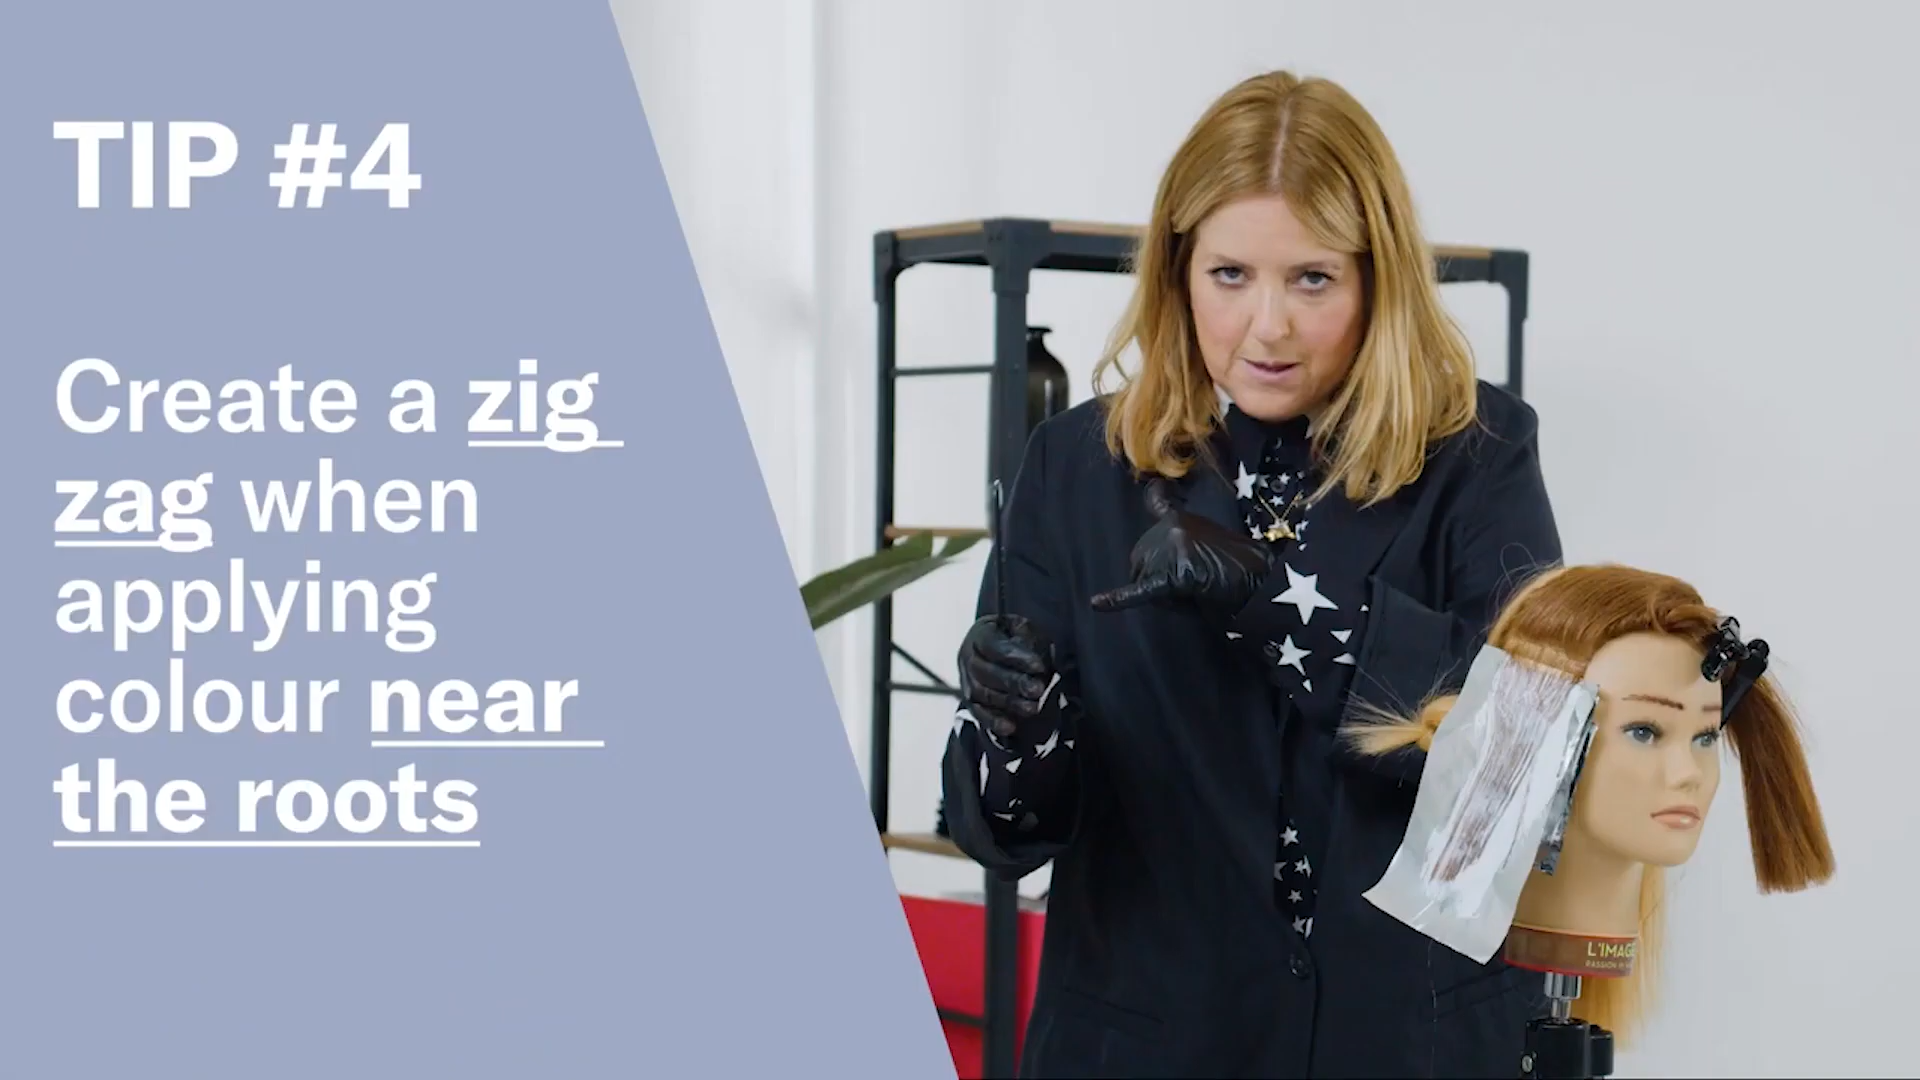 TIP #4
Create a zig
zag when
applying
colour near
the roots
L'IMAGE